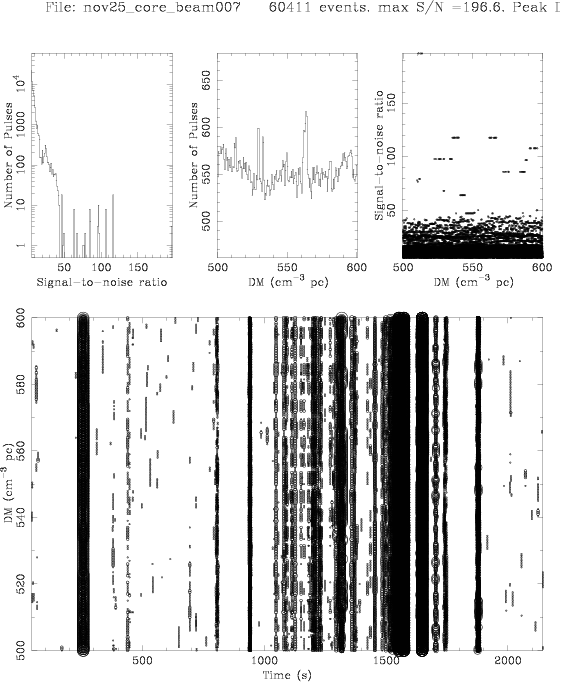 File: nov25_core_beam007 60411 events. max S/N =196.6. Peak
Number of Pulses
10⁴
1000
100
10
1
50 100 150
Signal-to-noise ratio
Number of Pulses
650
600
550
500
500 550 600
DM (cm⁻³ pc)
Signal-to-noise ratio
150
100
50
500 550 600
DM (cm⁻³ pc)
DM (cm⁻³ pc)
600
580
560
540
520
500
500 1000 1500 2000
Time (s)